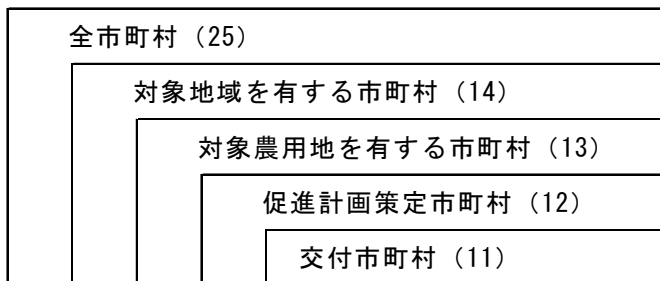 全市町村（25）
対象地域を有する市町村（14）
対象農用地を有する市町村（13）
促進計画策定市町村（12）
交付市町村（11）